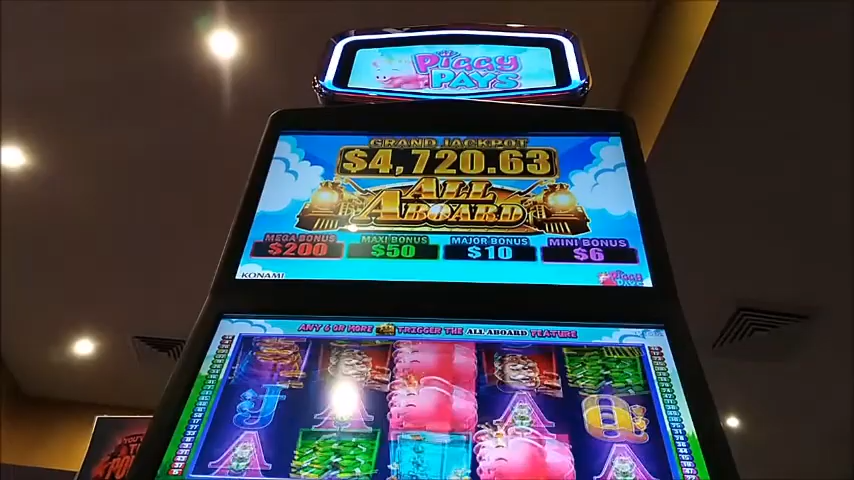 PIGGY
PAYS
GRAND JACKPOT
$4,720.63
ALL
ABOARD
MEGA BONUS
$200
MAXI BONUS
$50
MAJOR BONUS
$10
MINI BONUS
$6
KONAMI
PIGGY
PAYS
ANY 6 OR MORE TRIGGER THE ALL ABOARD FEATURE
J
A
A
A
Q
A